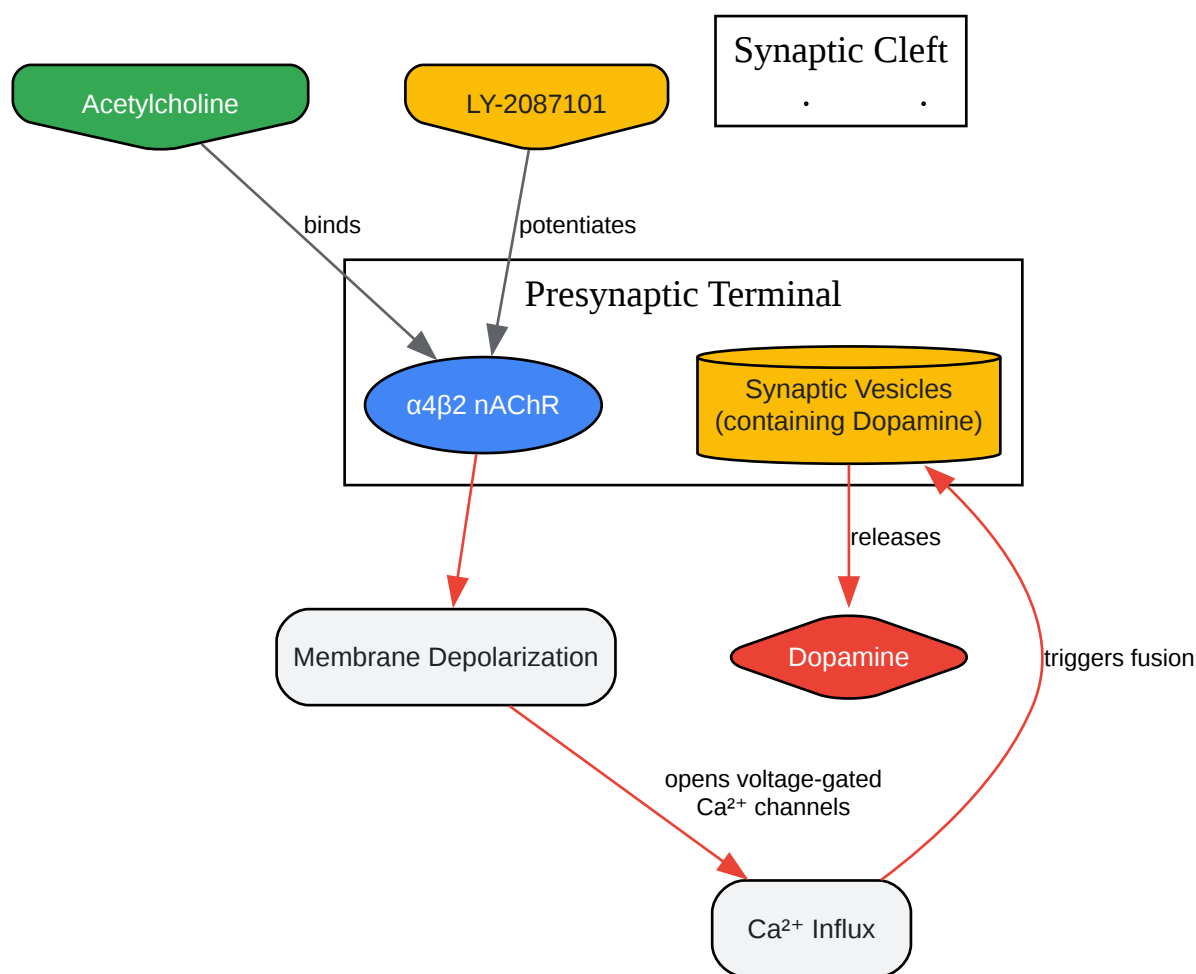 Synaptic Cleft
Acetylcholine
LY-2087101
binds
potentiates
Presynaptic Terminal
α4β2 nAChR
Synaptic Vesicles
(containing Dopamine)
releases
Membrane Depolarization
Dopamine
triggers fusion
opens voltage-gated
Ca²⁺ channels
Ca²⁺ Influx